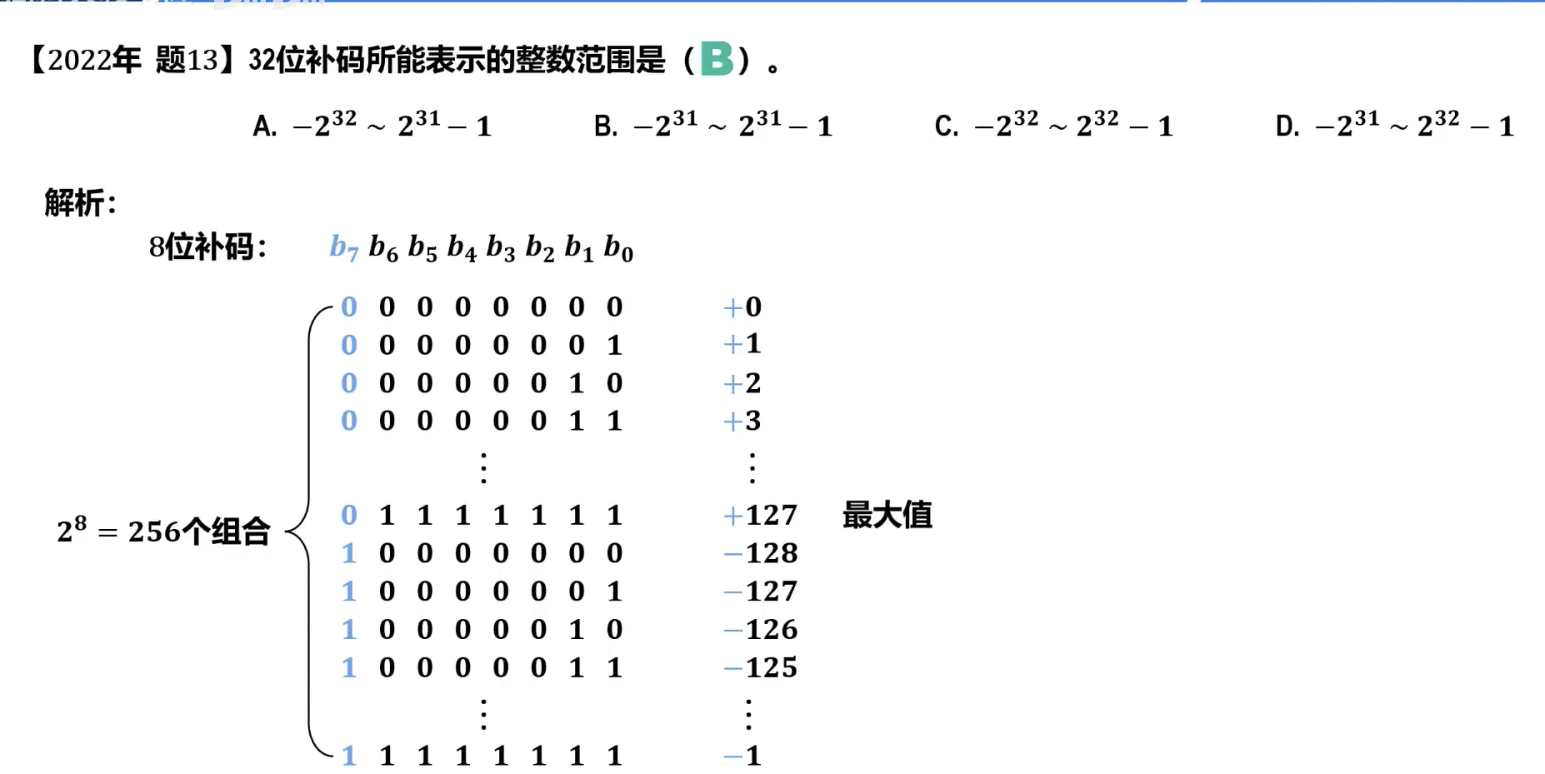 【2022年 题13】32位补码所能表示的整数范围是（B）。
A. −2³² ~ 2³¹ − 1 B. −2³¹ ~ 2³¹ − 1 C. −2³² ~ 2³² − 1 D. −2³¹ ~ 2³² − 1
解析：
8位补码： b₇ b₆ b₅ b₄ b₃ b₂ b₁ b₀
0 0 0 0 0 0 0 0 +0
0 0 0 0 0 0 0 1 +1
0 0 0 0 0 0 1 0 +2
0 0 0 0 0 0 1 1 +3
⋮ ⋮
0 1 1 1 1 1 1 1 +127 最大值
2⁸ = 256个组合
1 0 0 0 0 0 0 0 −128
1 0 0 0 0 0 0 1 −127
1 0 0 0 0 0 1 0 −126
1 0 0 0 0 0 1 1 −125
⋮ ⋮
1 1 1 1 1 1 1 1 −1